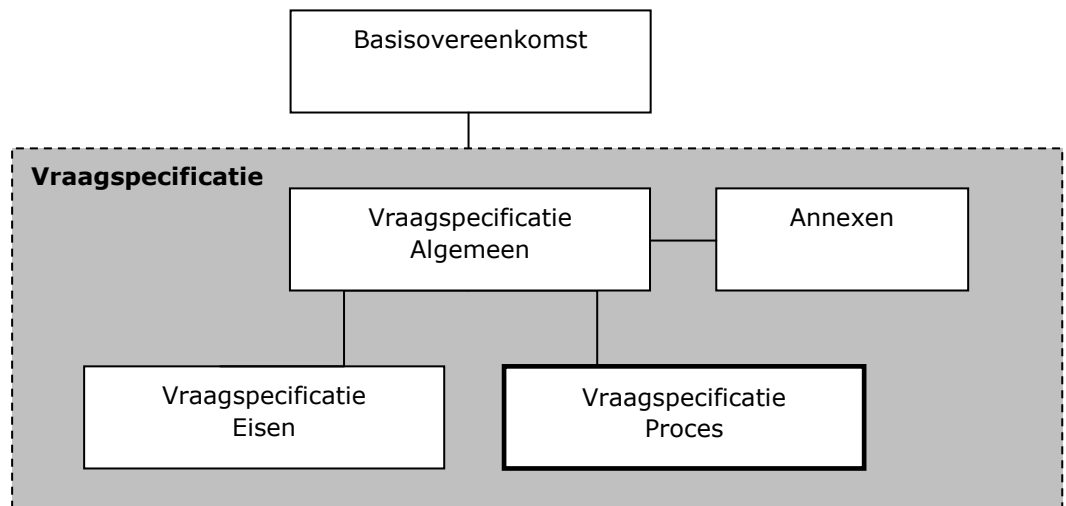 Basisovereenkomst
Vraagspecificatie
Vraagspecificatie
Algemeen
Annexen
Vraagspecificatie
Eisen
Vraagspecificatie
Proces